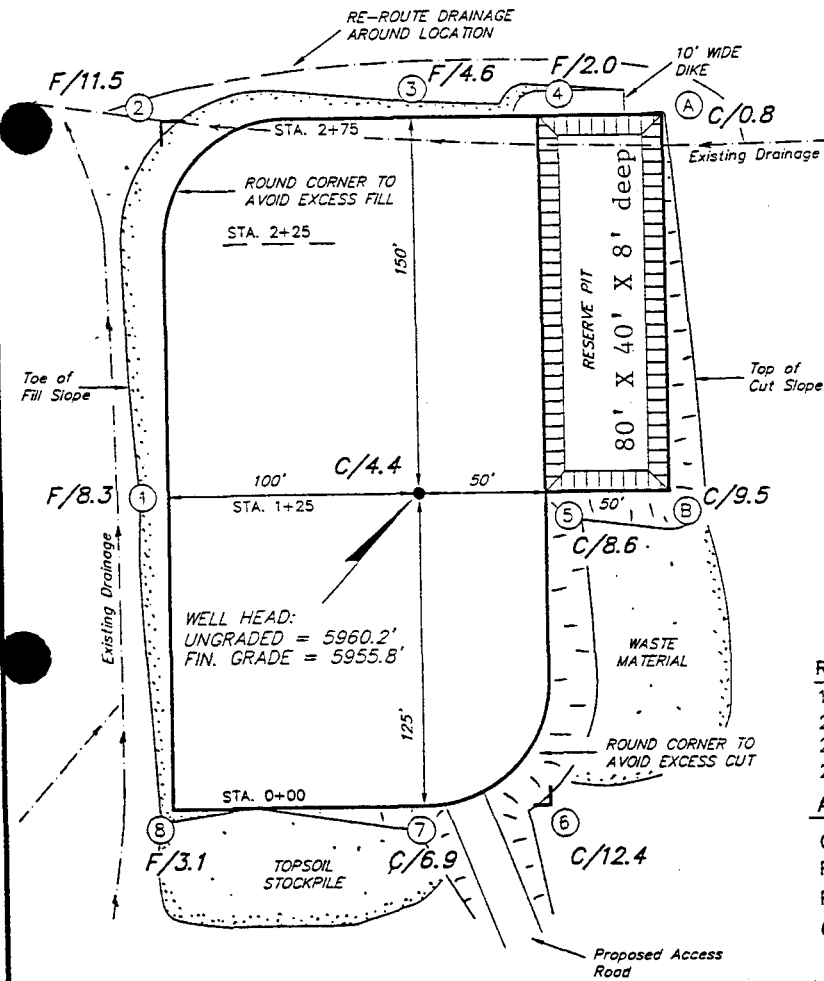 RE-ROUTE DRAINAGE
AROUND LOCATION
F/11.5
F/4.6
F/2.0
10' WIDE
DIKE
2
3
4
A
C/0.8
STA. 2+75
Existing Drainage
ROUND CORNER TO
AVOID EXCESS FILL
STA. 2+25
150'
RESERVE PIT
80' X 40' X 8' deep
Toe of
Fill Slope
Top of
Cut Slope
C/4.4
F/8.3
1
100'
50'
STA. 1+25
50'
5
B
C/9.5
C/8.6
Existing Drainage
WELL HEAD:
UNGRADED = 5960.2'
FIN. GRADE = 5955.8'
WASTE
MATERIAL
125'
ROUND CORNER TO
AVOID EXCESS CUT
STA. 0+00
8
7
6
F/3.1
C/6.9
C/12.4
TOPSOIL
STOCKPILE
Proposed Access
Road